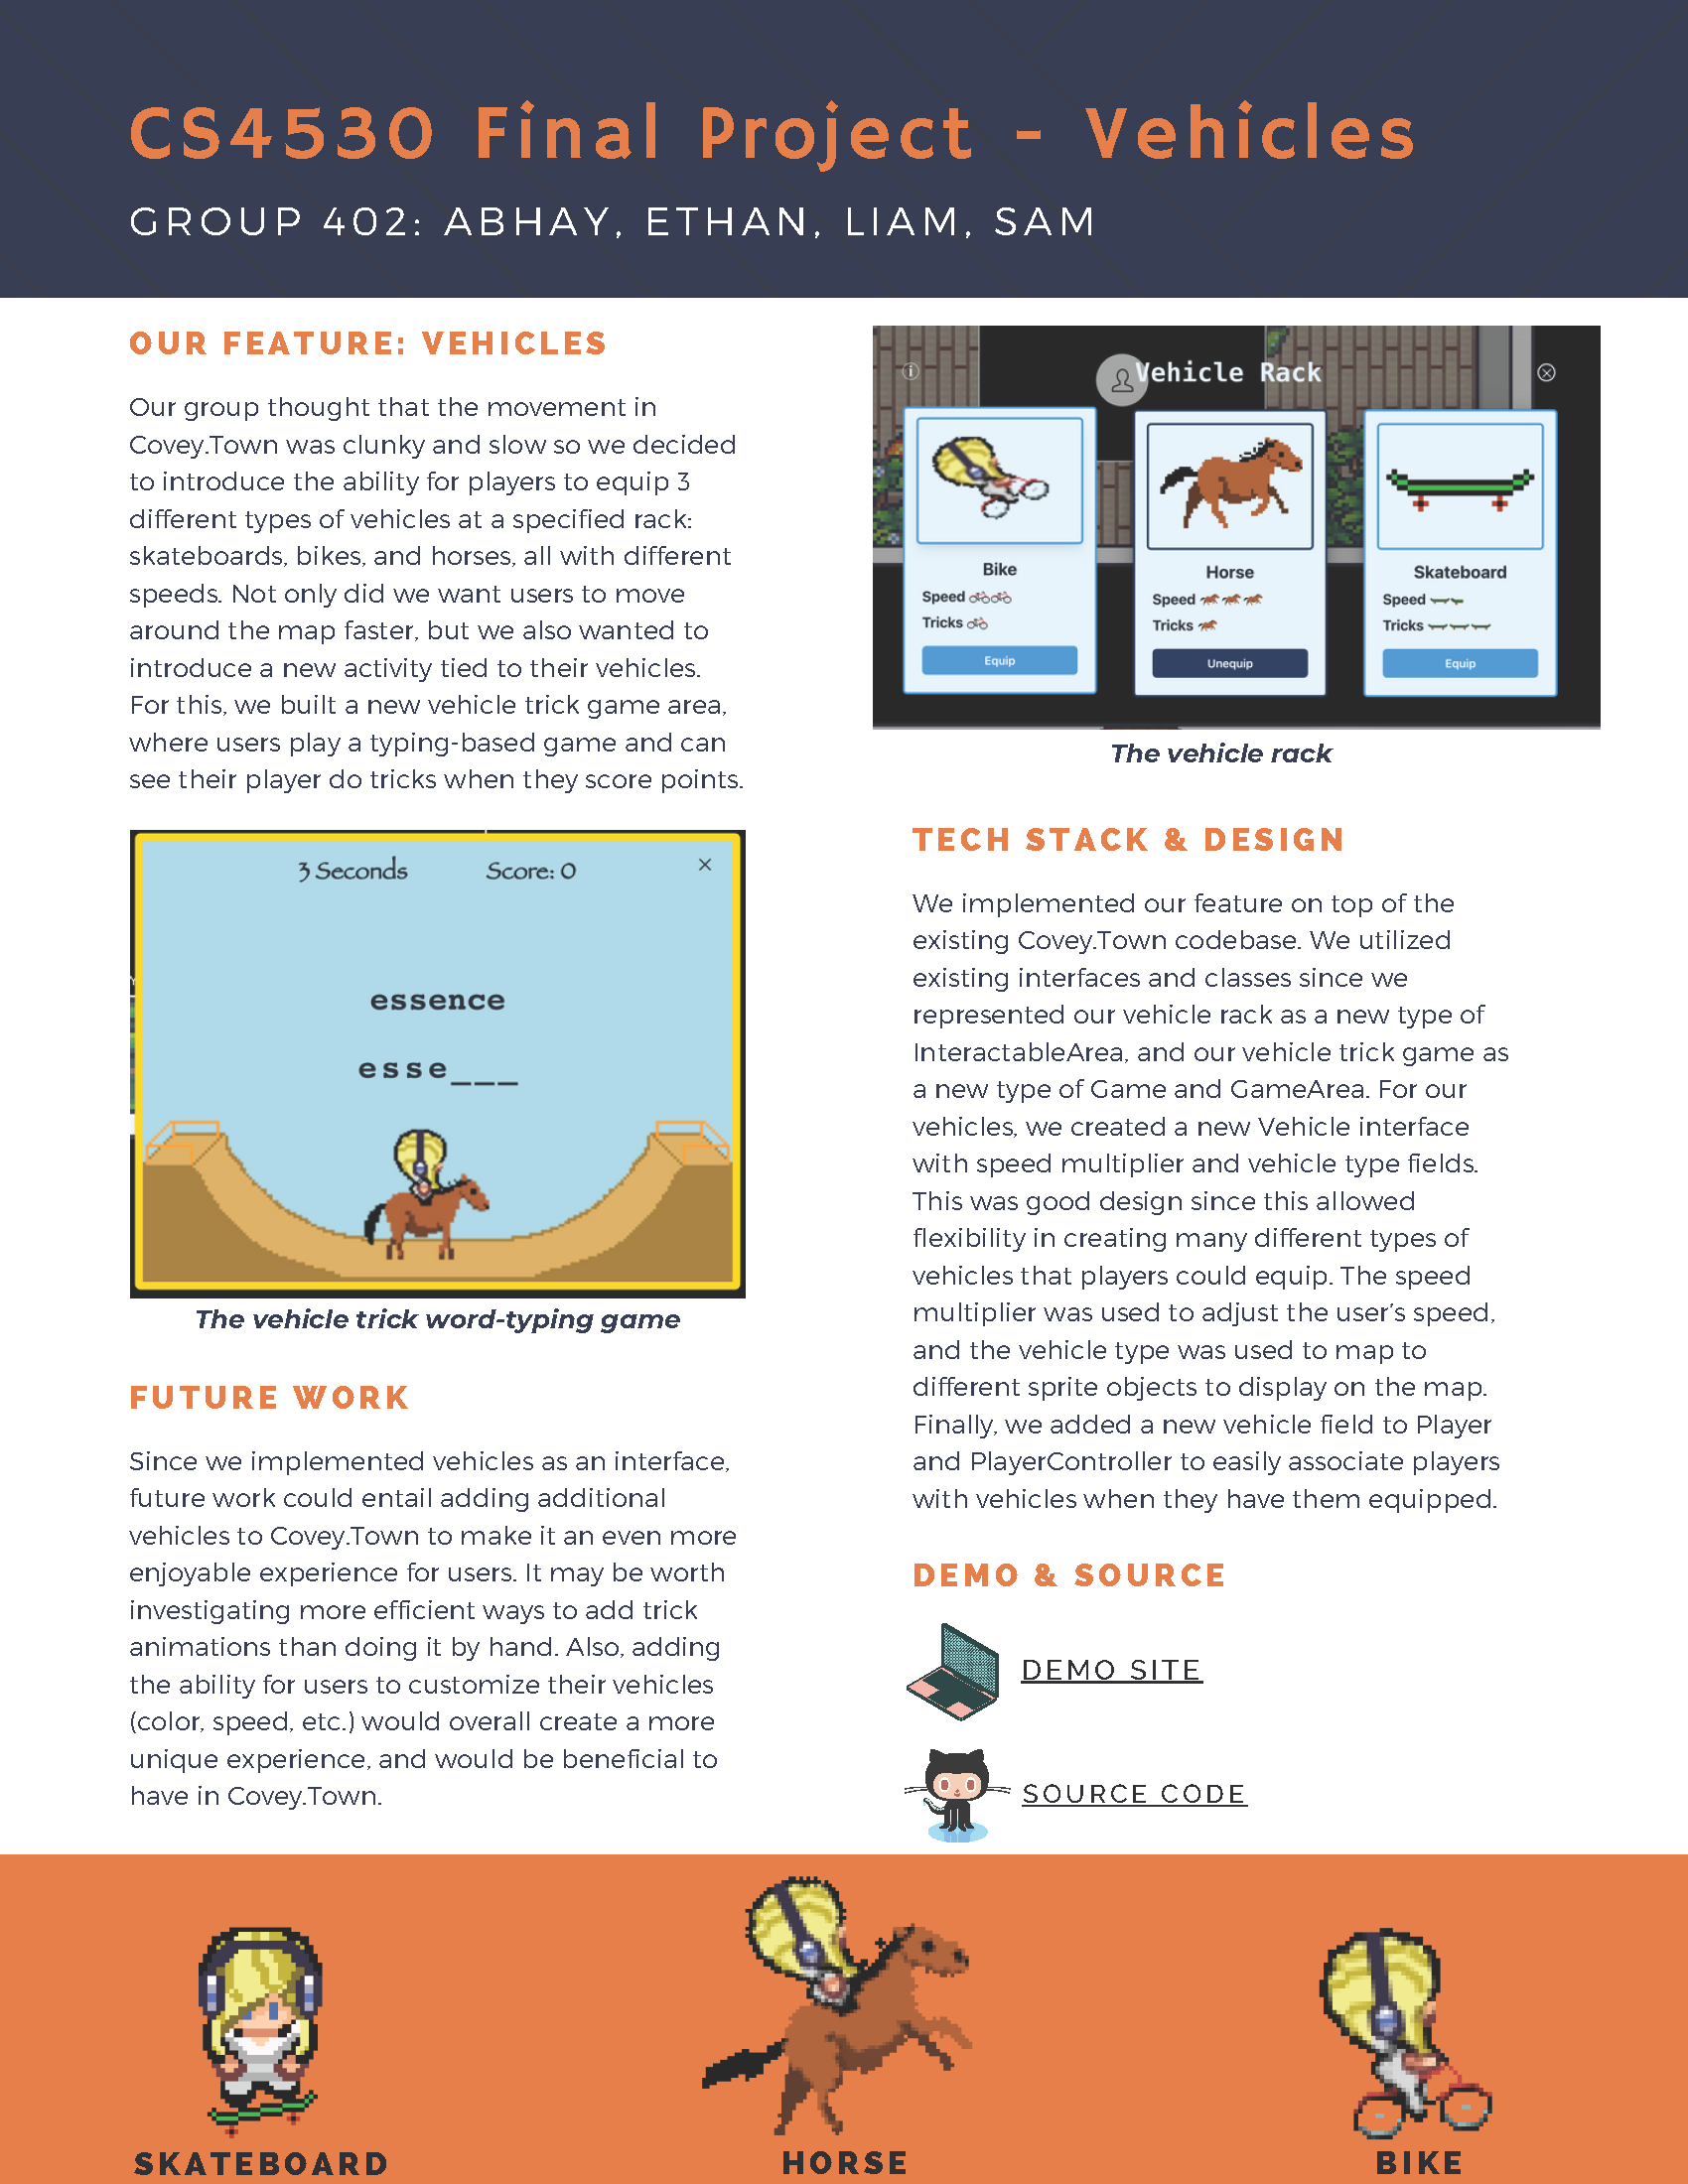 CS4530 Final Project - Vehicles
GROUP 402: ABHAY, ETHAN, LIAM, SAM
OUR FEATURE: VEHICLES
Our group thought that the movement in
Covey.Town was clunky and slow so we decided
to introduce the ability for players to equip 3
different types of vehicles at a specified rack:
skateboards, bikes, and horses, all with different
speeds. Not only did we want users to move
around the map faster, but we also wanted to
introduce a new activity tied to their vehicles.
For this, we built a new vehicle trick game area,
where users play a typing-based game and can
see their player do tricks when they score points.
3 Seconds
Score: 0
×
essence
esse___
The vehicle trick word-typing game
FUTURE WORK
Since we implemented vehicles as an interface,
future work could entail adding additional
vehicles to Covey.Town to make it an even more
enjoyable experience for users. It may be worth
investigating more efficient ways to add trick
animations than doing it by hand. Also, adding
the ability for users to customize their vehicles
(color, speed, etc.) would overall create a more
unique experience, and would be beneficial to
have in Covey.Town.
Vehicle Rack
Bike
Speed
Tricks
Equip
Horse
Speed
Tricks
Unequip
Skateboard
Speed
Tricks
Equip
The vehicle rack
TECH STACK & DESIGN
We implemented our feature on top of the
existing Covey.Town codebase. We utilized
existing interfaces and classes since we
represented our vehicle rack as a new type of
InteractableArea, and our vehicle trick game as
a new type of Game and GameArea. For our
vehicles, we created a new Vehicle interface
with speed multiplier and vehicle type fields.
This was good design since this allowed
flexibility in creating many different types of
vehicles that players could equip. The speed
multiplier was used to adjust the user's speed,
and the vehicle type was used to map to
different sprite objects to display on the map.
Finally, we added a new vehicle field to Player
and PlayerController to easily associate players
with vehicles when they have them equipped.
DEMO & SOURCE
DEMO SITE
SOURCE CODE
SKATEBOARD
HORSE
BIKE